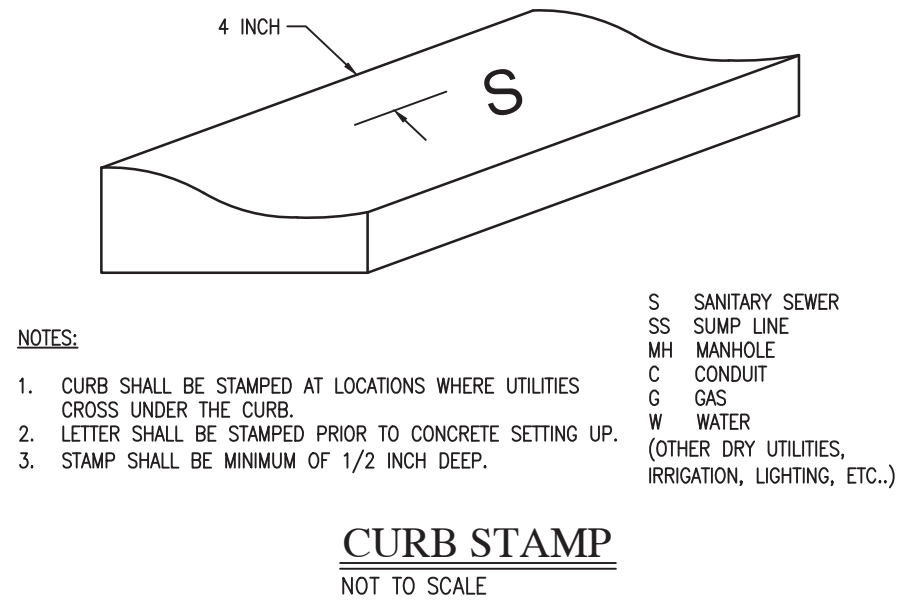 4 INCH
S
NOTES:
1. CURB SHALL BE STAMPED AT LOCATIONS WHERE UTILITIES
CROSS UNDER THE CURB.
2. LETTER SHALL BE STAMPED PRIOR TO CONCRETE SETTING UP.
3. STAMP SHALL BE MINIMUM OF 1/2 INCH DEEP.
S SANITARY SEWER
SS SUMP LINE
MH MANHOLE
C CONDUIT
G GAS
W WATER
(OTHER DRY UTILITIES,
IRRIGATION, LIGHTING, ETC..)
CURB STAMP
NOT TO SCALE